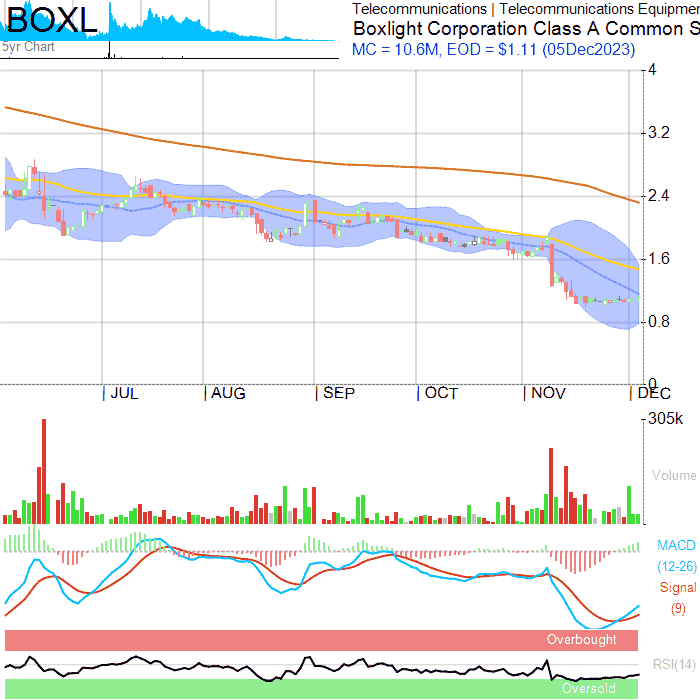 BOXL
5yr Chart
Telecommunications | Telecommunications Equipmen
Boxlight Corporation Class A Common S
MC = 10.6M, EOD = $1.11 (05Dec2023)
4
3.2
2.4
1.6
0.8
0
JUL
AUG
SEP
OCT
NOV
DEC
305k
Volume
MACD
(12-26)
Signal
(9)
Overbought
RSI(14)
Oversold